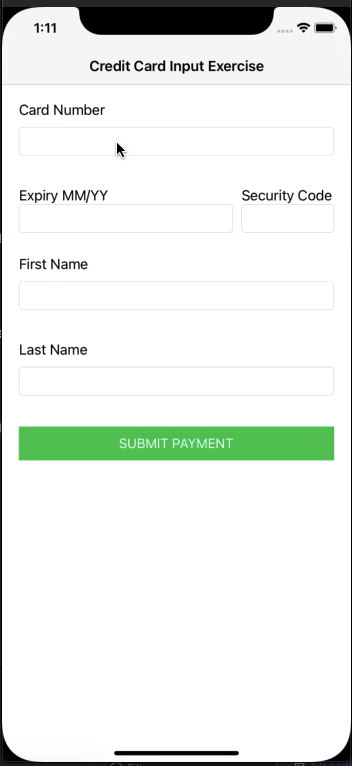 1:11
Credit Card Input Exercise
Card Number
Expiry MM/YY Security Code
First Name
Last Name
SUBMIT PAYMENT